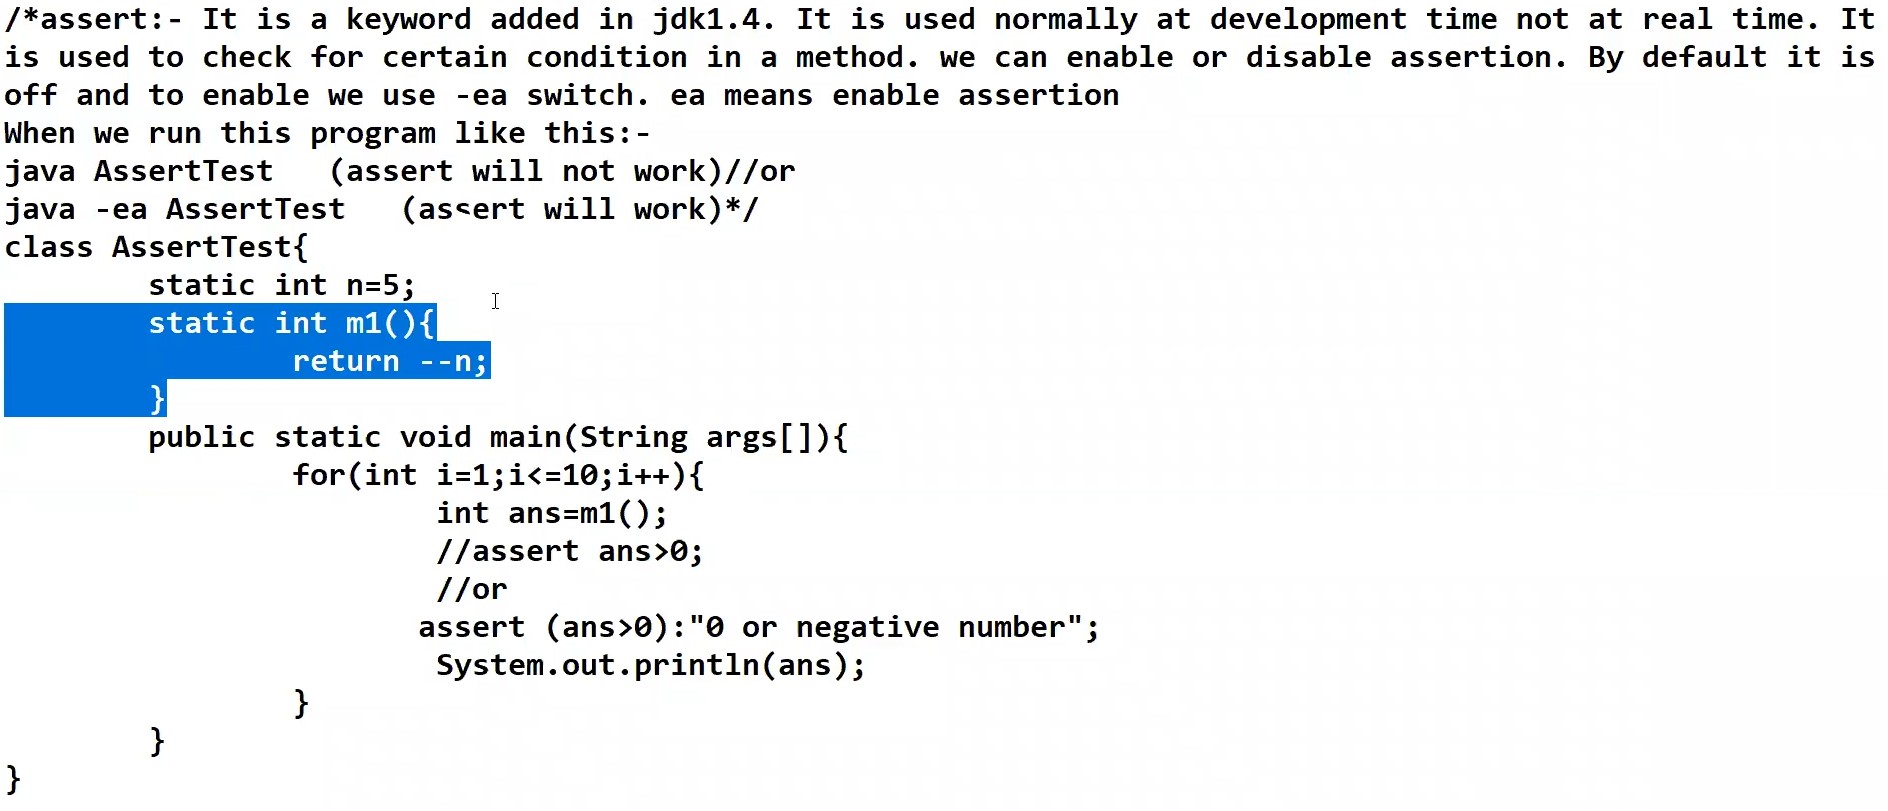 /*assert:- It is a keyword added in jdk1.4. It is used normally at development time not at real time. It
is used to check for certain condition in a method. we can enable or disable assertion. By default it is
off and to enable we use -ea switch. ea means enable assertion
When we run this program like this:-
java AssertTest   (assert will not work)//or
java -ea AssertTest   (assert will work)*/
class AssertTest{
        static int n=5;
        static int m1(){
                return --n;
        }
        public static void main(String args[]){
                for(int i=1;i<=10;i++){
                        int ans=m1();
                        //assert ans>0;
                        //or
                       assert (ans>0):"0 or negative number";
                        System.out.println(ans);
                }
        }
}